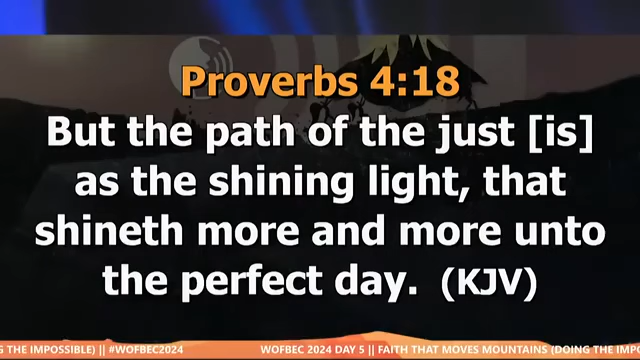 Proverbs 4:18
But the path of the just [is]
as the shining light, that
shineth more and more unto
the perfect day. (KJV)
G THE IMPOSSIBLE) || #WOFBEC2024 WOFBEC 2024 DAY 5 || FAITH THAT MOVES MOUNTAINS (DOING THE IMPO